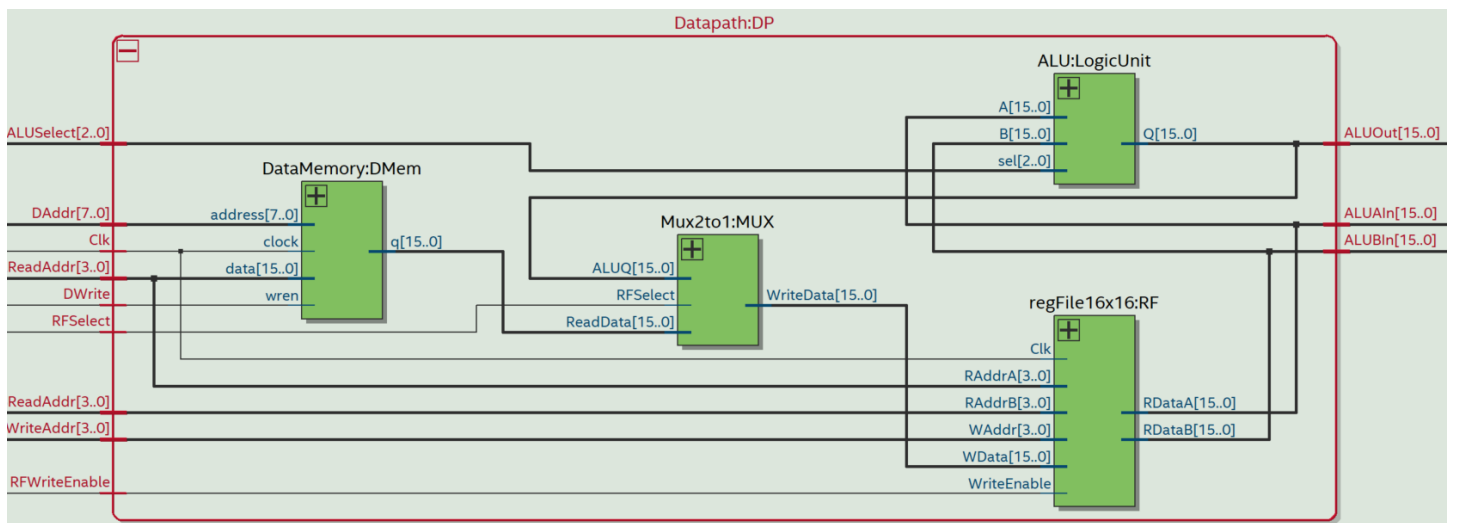 Datapath:DP
ALU:LogicUnit
A[15..0]
B[15..0]
sel[2..0]
Q[15..0]
ALUSelect[2..0]
ALUOut[15..0]
DataMemory:DMem
DAddr[7..0]
address[7..0]
Clk
clock
q[15..0]
ReadAddr[3..0]
data[15..0]
DWrite
wren
RFSelect
Mux2to1:MUX
ALUQ[15..0]
RFSelect
ReadData[15..0]
WriteData[15..0]
ALUAIn[15..0]
ALUBIn[15..0]
regFile16x16:RF
Clk
RAddrA[3..0]
ReadAddr[3..0]
RAddrB[3..0]
RDataA[15..0]
WriteAddr[3..0]
WAddr[3..0]
RDataB[15..0]
WData[15..0]
RFWriteEnable
WriteEnable